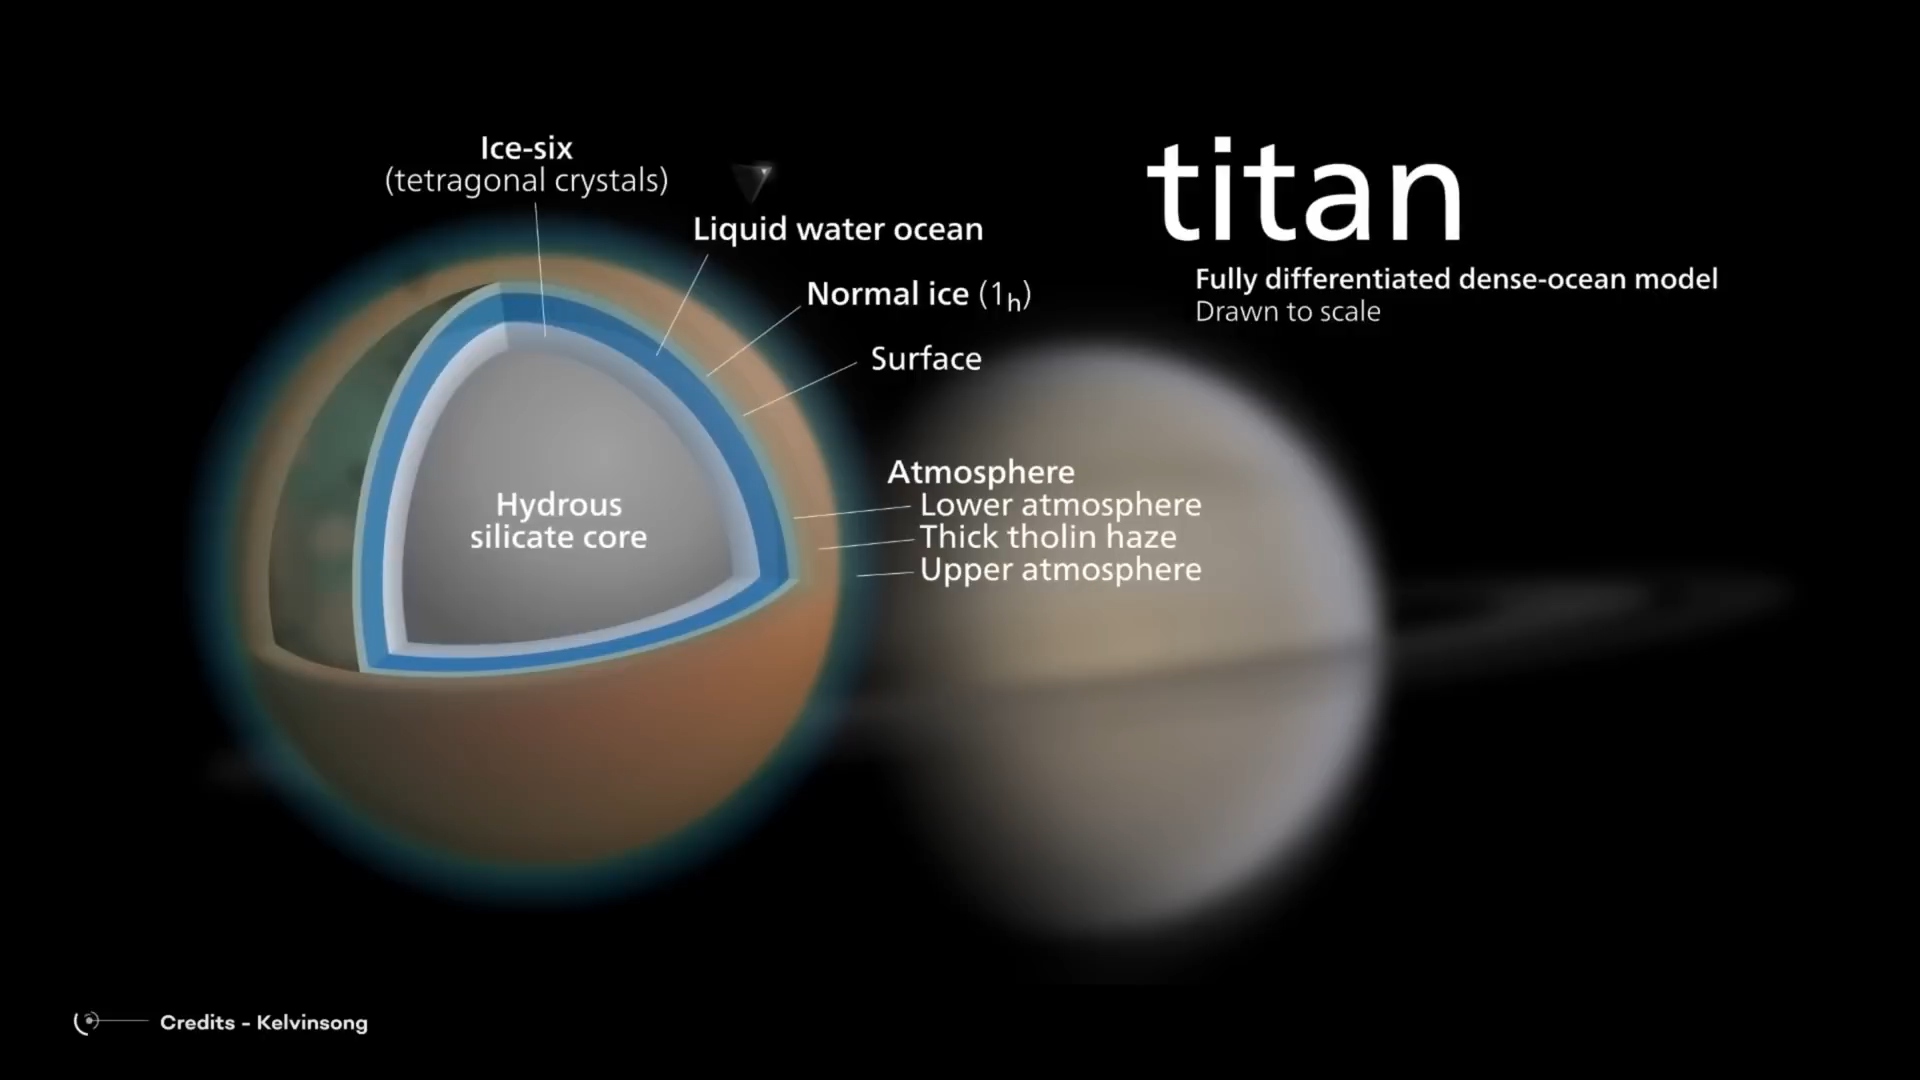 titan
Fully differentiated dense-ocean model
Drawn to scale
Ice-six
(tetragonal crystals)
Liquid water ocean
Normal ice (1h)
Surface
Atmosphere
Lower atmosphere
Thick tholin haze
Upper atmosphere
Hydrous
silicate core
Credits - Kelvinsong